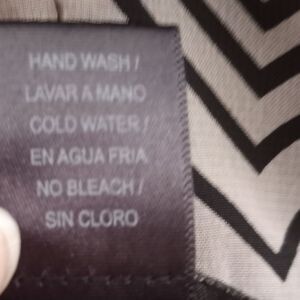 HAND WASH /
LAVAR A MANO
COLD WATER /
EN AGUA FRIA
NO BLEACH /
SIN CLORO